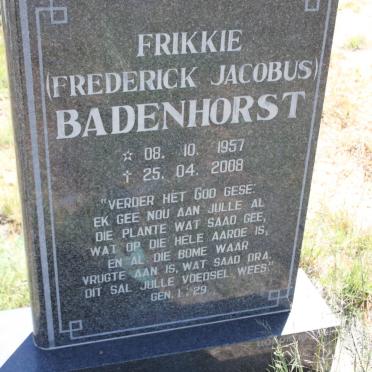 FRIKKIE
(FREDERICK JACOBUS)
BADENHORST
☆ 08. 10. 1957
† 25. 04. 2008
"VERDER HET GOD GESE:
EK GEE NOU AAN JULLE AL
DIE PLANTE WAT SAAD GEE,
WAT OP DIE HELE AARDE IS,
EN AL DIE BOME WAAR
VRUGTE AAN IS, WAT SAAD DRA.
DIT SAL JULLE VOEDSEL WEES."
GEN. 1 : 29